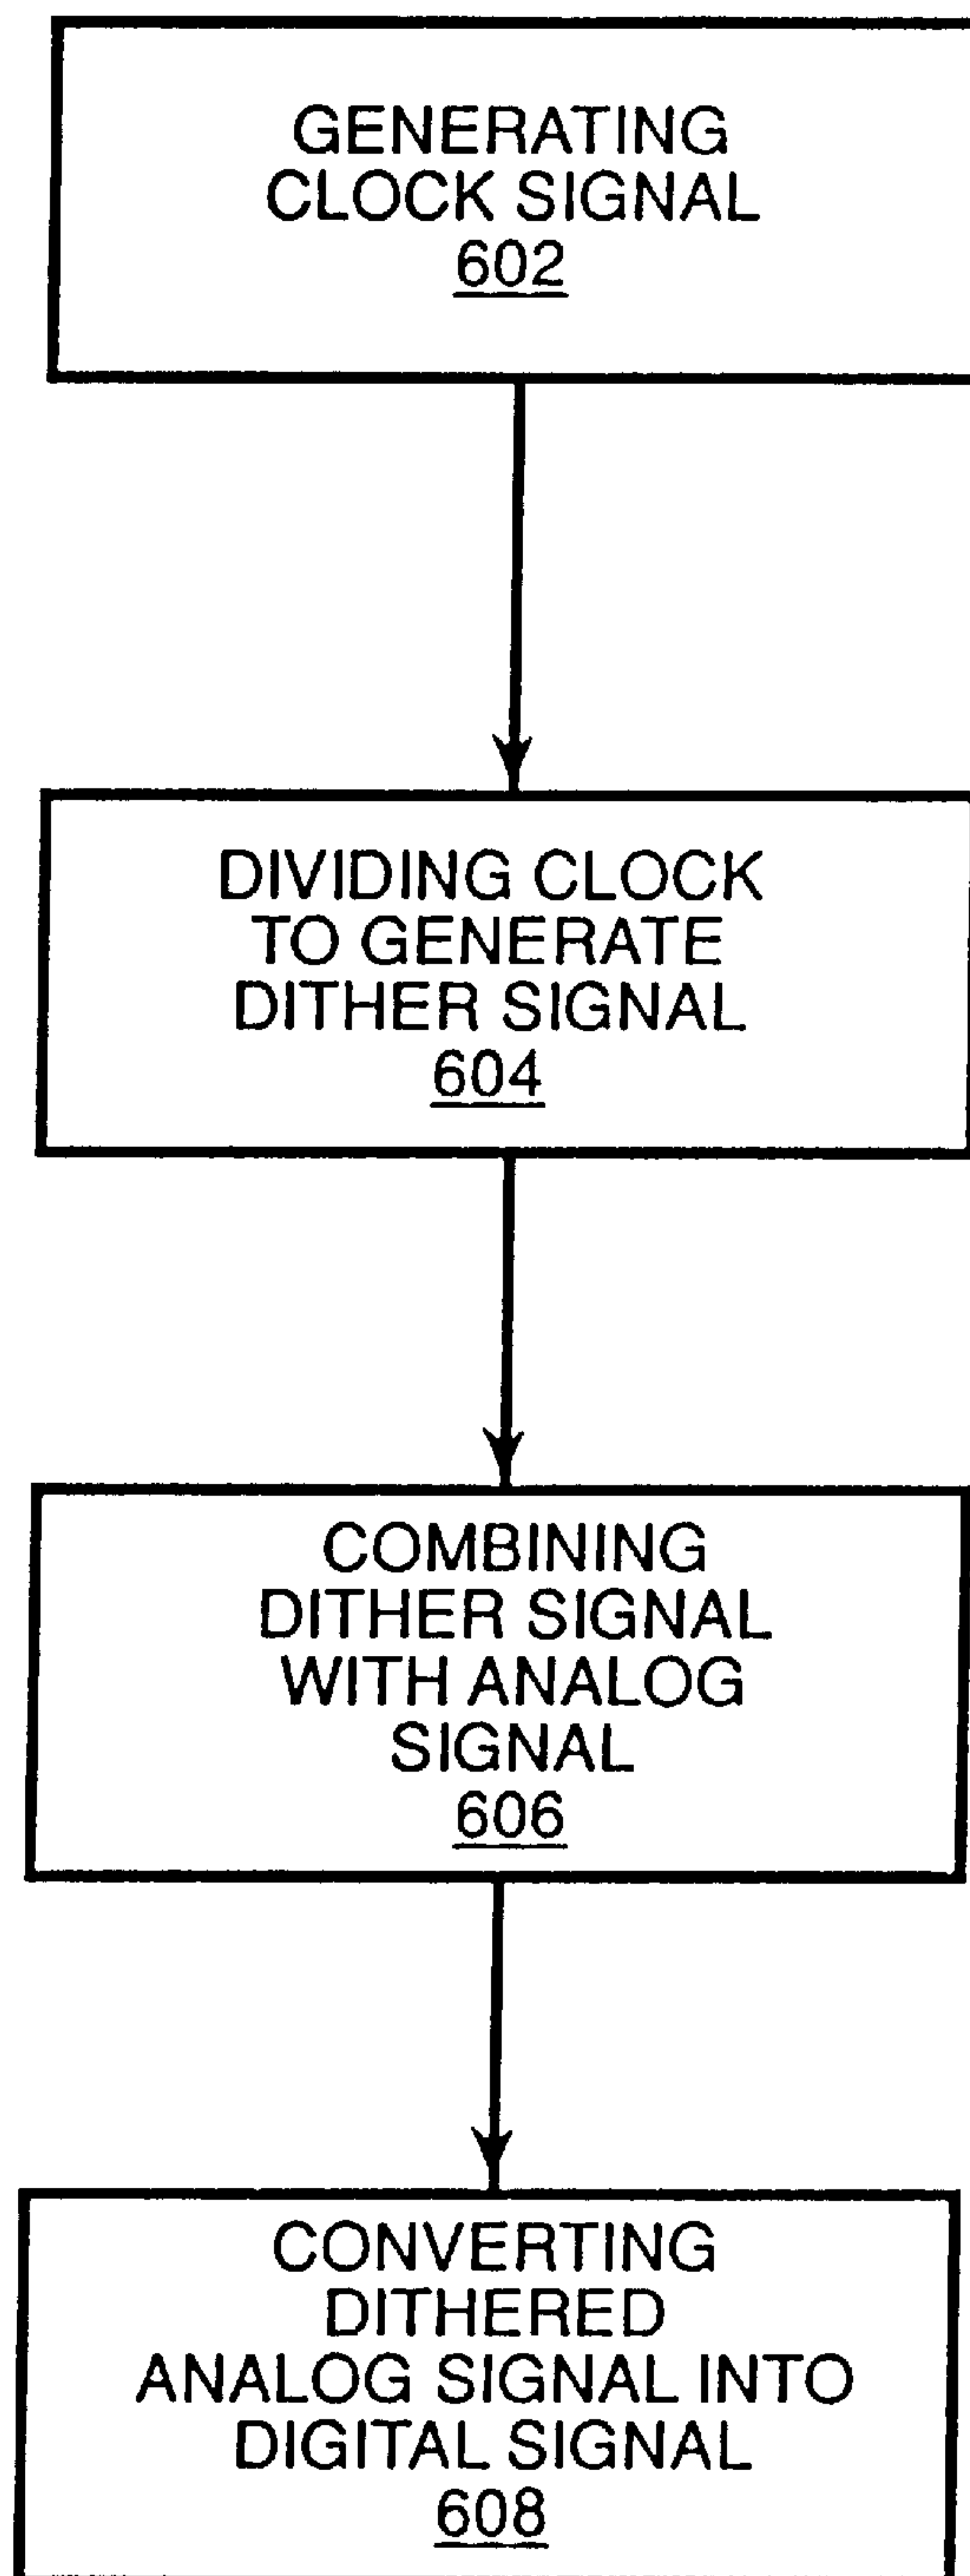 GENERATING
CLOCK SIGNAL
602
DIVIDING CLOCK
TO GENERATE
DITHER SIGNAL
604
COMBINING
DITHER SIGNAL
WITH ANALOG
SIGNAL
606
CONVERTING
DITHERED
ANALOG SIGNAL INTO
DIGITAL SIGNAL
608